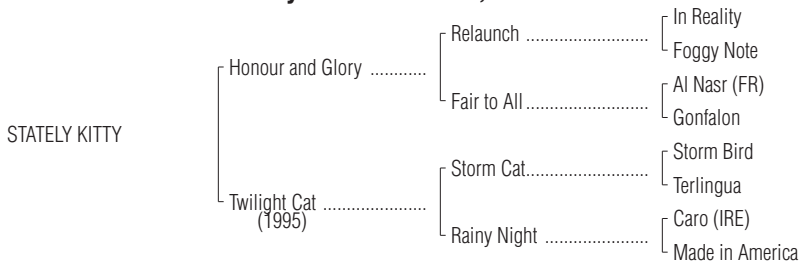 In Reality
Relaunch ....................................
Foggy Note
Honour and Glory ............
Al Nasr (FR)
Fair to All....................................
Gonfalon
STATELY KITTY
Storm Bird
Storm Cat....................................
Terlingua
Twilight Cat ......................
(1995)
Caro (IRE)
Rainy Night ..............................
Made in America